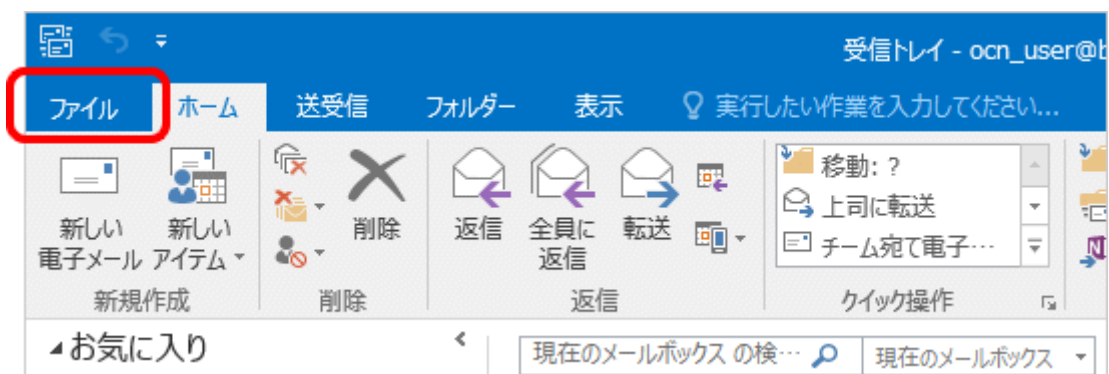 受信トレイ - ocn_user@b
ファイル ホーム 送受信 フォルダー 表示 実行したい作業を入力してください...
新しい
電子メール
新しい
アイテム
削除
返信
全員に
返信
転送
移動: ?
上司に転送
チーム宛て電子…
新規作成 削除 返信 クイック操作
お気に入り
現在のメールボックス の検… 現在のメールボックス